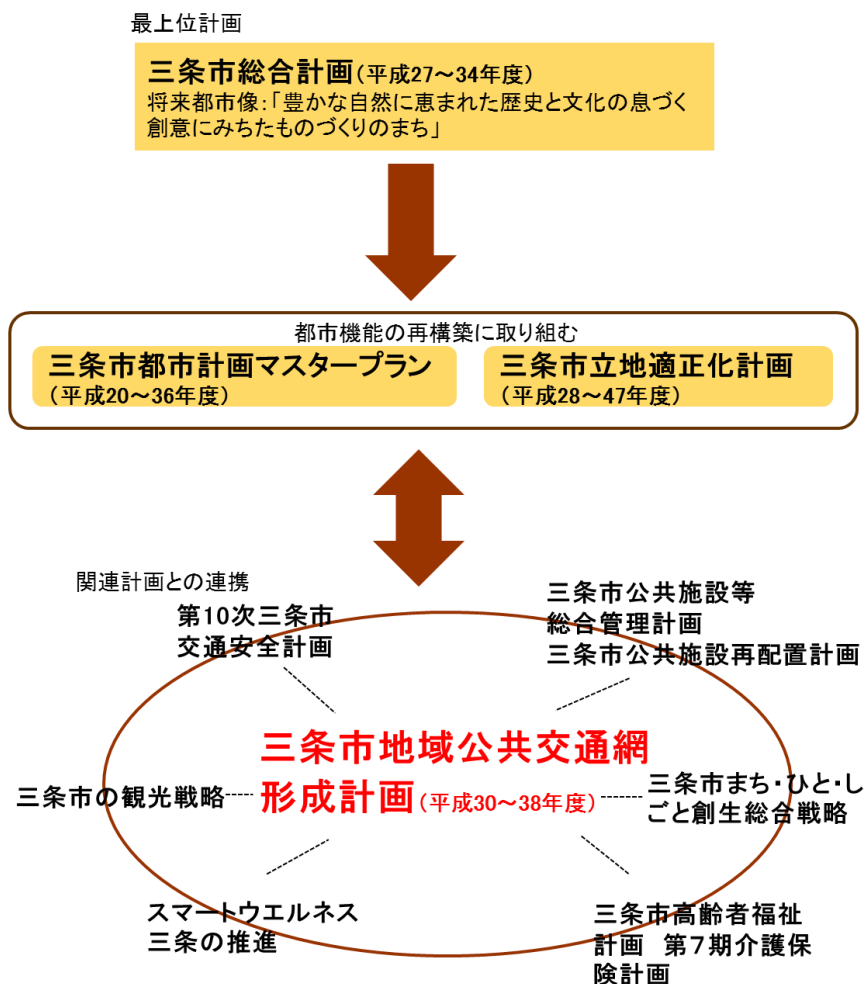 最上位計画
三条市総合計画(平成27～34年度)
将来都市像:「豊かな自然に恵まれた歴史と文化の息づく
創意にみちたものづくりのまち」
都市機能の再構築に取り組む
三条市都市計画マスタープラン
(平成20～36年度)
三条市立地適正化計画
(平成28～47年度)
関連計画との連携
第10次三条市
交通安全計画
三条市公共施設等
総合管理計画
三条市公共施設再配置計画
三条市地域公共交通網
形成計画(平成30～38年度)
三条市の観光戦略
三条市まち・ひと・し
ごと創生総合戦略
スマートウエルネス
三条の推進
三条市高齢者福祉
計画　第7期介護保
険計画